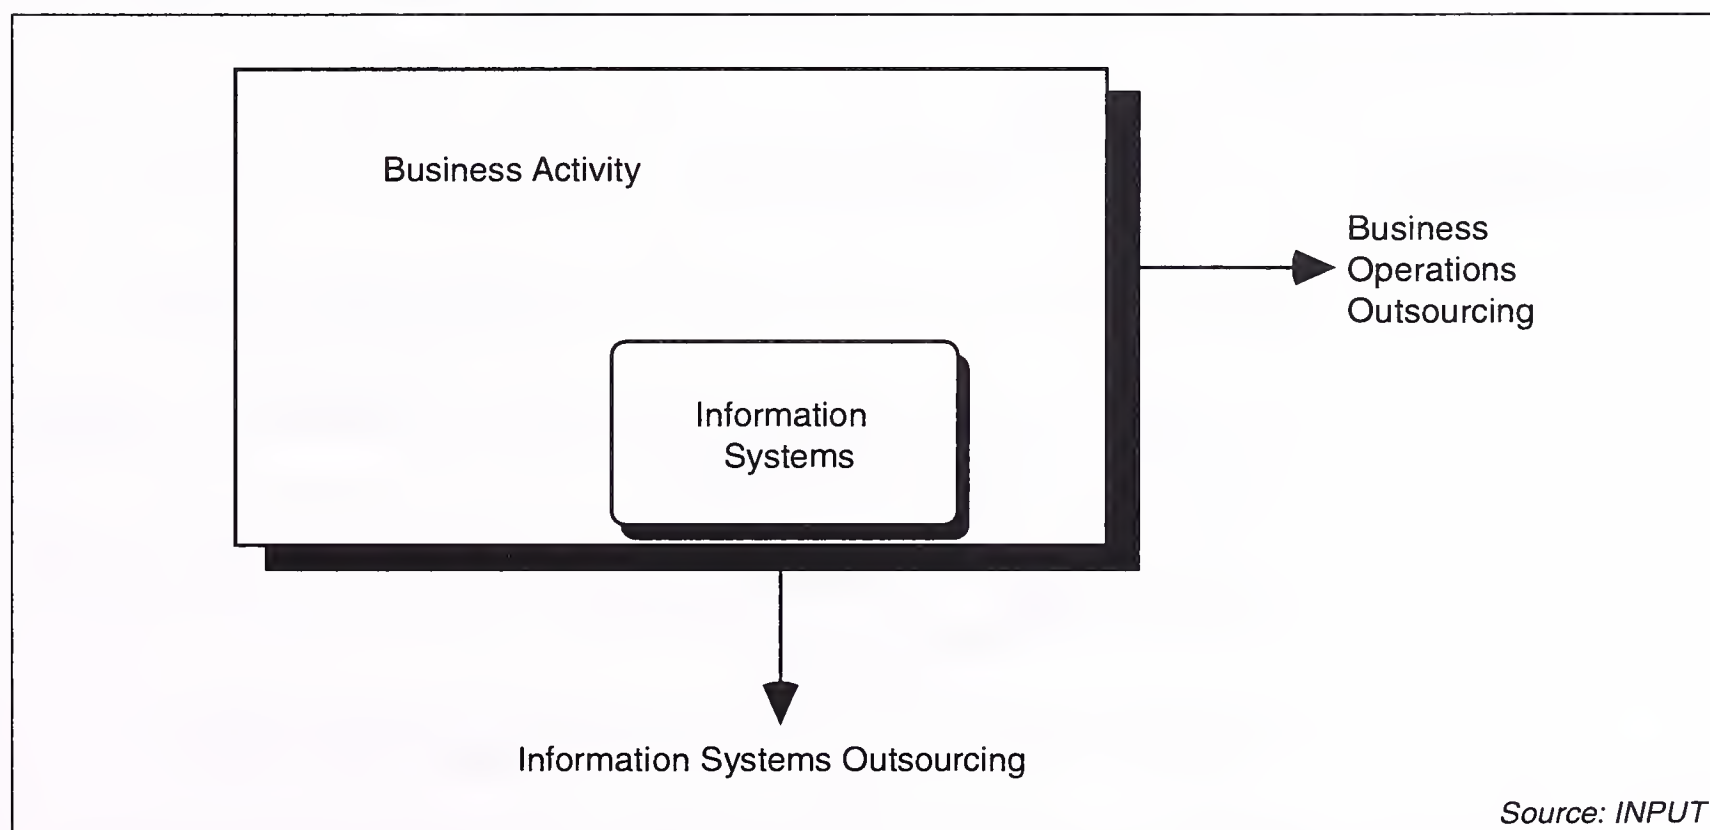 Business Activity
Business
Operations
Outsourcing
Information
Systems
Information Systems Outsourcing
Source: INPUT